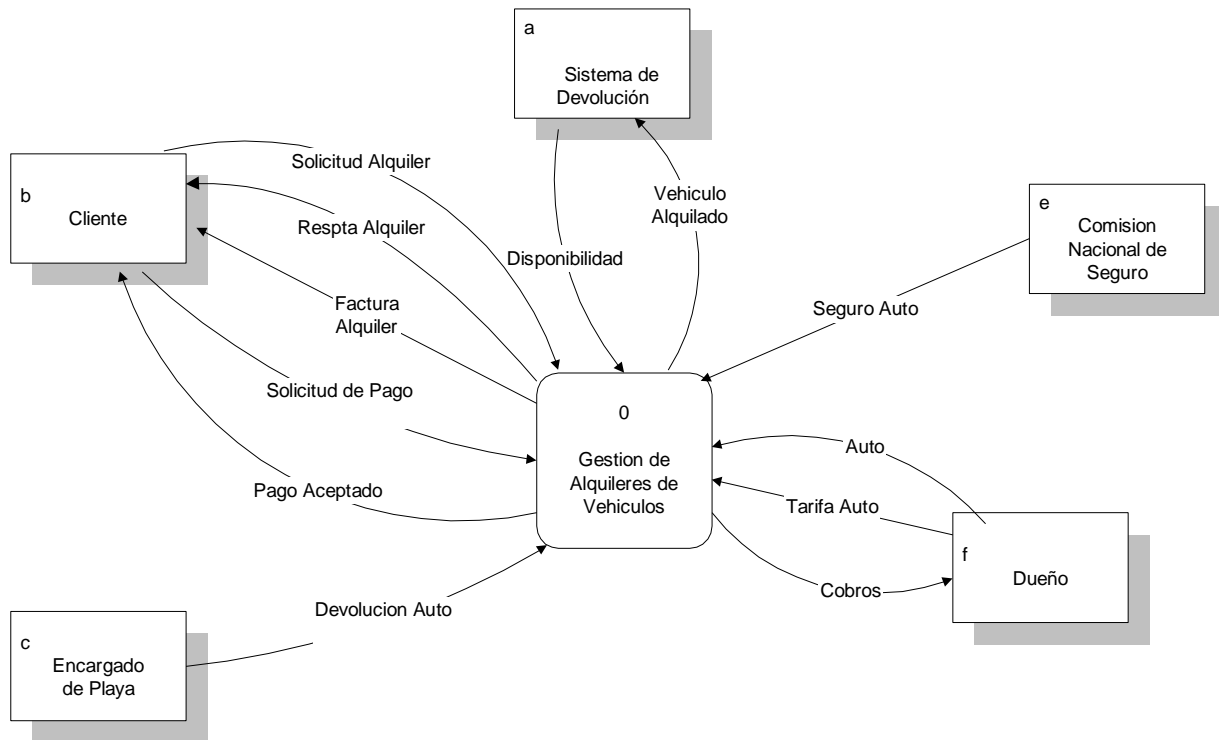 a
Sistema de
Devolución
b
Cliente
Solicitud Alquiler
Respta Alquiler
Factura
Alquiler
Solicitud de Pago
Pago Aceptado
Disponibilidad
Vehiculo
Alquilado
e
Comision
Nacional de
Seguro
Seguro Auto
0
Gestion de
Alquileres de
Vehiculos
Auto
Tarifa Auto
Cobros
f
Dueño
Devolucion Auto
c
Encargado
de Playa